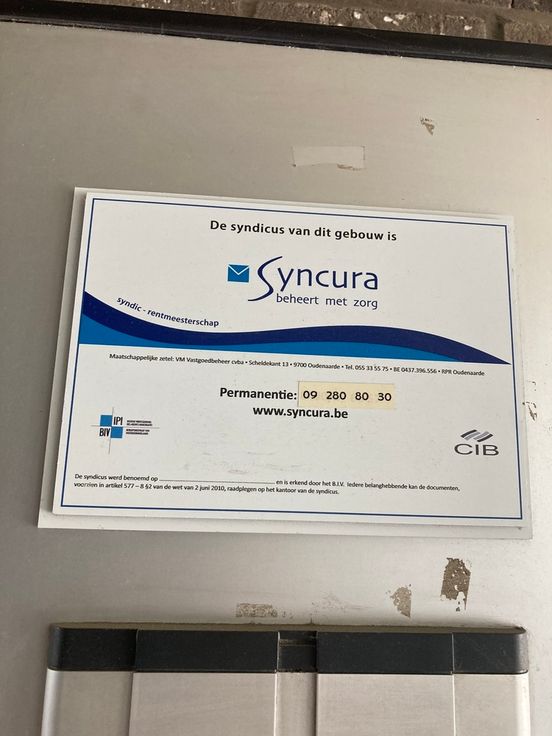 De syndicus van dit gebouw is
Syncura
beheert met zorg
syndic - rentmeesterschap
Maatschappelijke zetel: VM Vastgoedbeheer cvba • Scheldekant 13 • 9700 Oudenaarde • Tel. 055 33 55 75 • BE 0437.396.556 • RPR Oudenaarde
Permanentie: 09 280 80 30
www.syncura.be
IPI
BIV
CIB
De syndicus werd benoemd op en is erkend door het B.I.V. Iedere belanghebbende kan de documenten,
voorzien in artikel 577 – 8 §2 van de wet van 2 juni 2010, raadplegen op het kantoor van de syndicus.